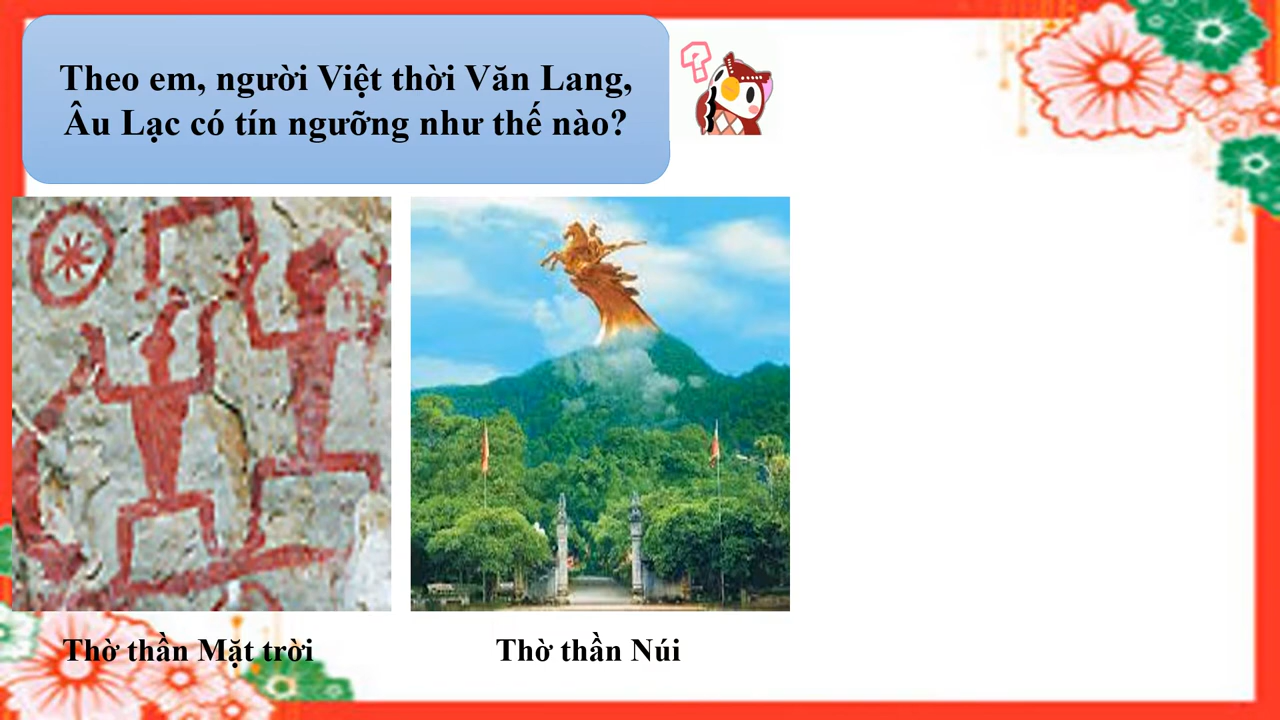 Theo em, người Việt thời Văn Lang,
Âu Lạc có tín ngưỡng như thế nào?
Thờ thần Mặt trời
Thờ thần Núi